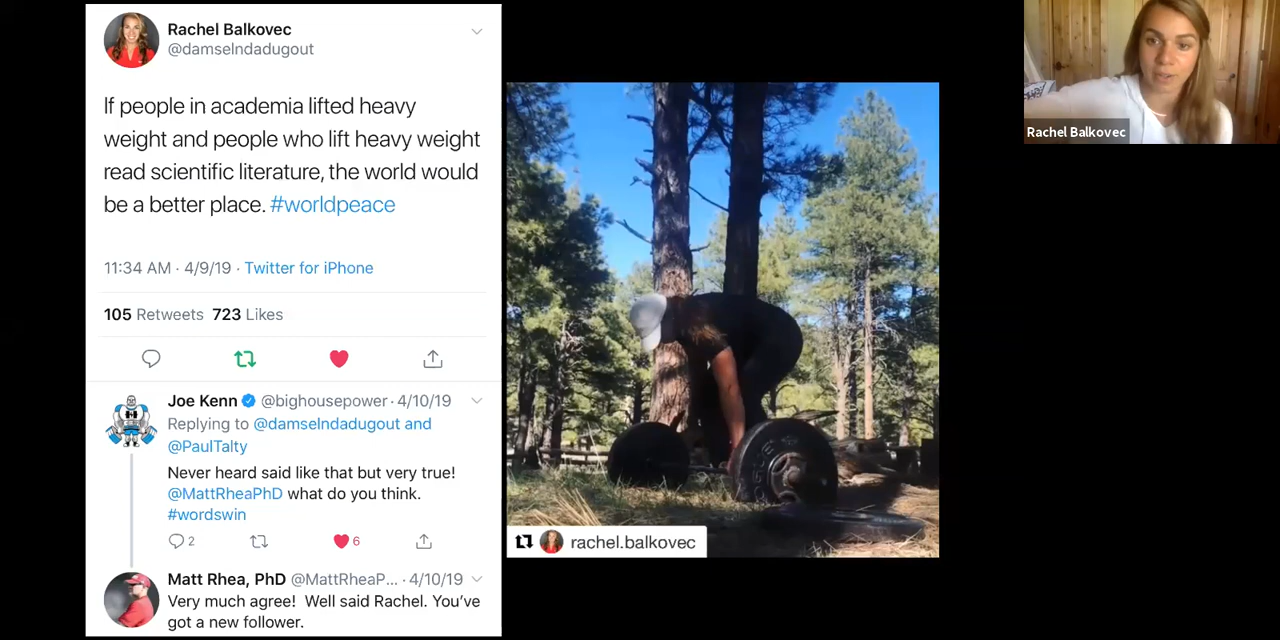 Rachel Balkovec
@damselndadugout
If people in academia lifted heavy
weight and people who lift heavy weight
read scientific literature, the world would
be a better place. #worldpeace
11:34 AM · 4/9/19 · Twitter for iPhone
105 Retweets 723 Likes
Joe Kenn @bighousepower · 4/10/19
Replying to @damselndadugout and
@PaulTalty
Never heard said like that but very true!
@MattRheaPhD what do you think.
#wordswin
2
6
Matt Rhea, PhD @MattRheaP... · 4/10/19
Very much agree! Well said Rachel. You've
got a new follower.
rachel.balkovec
Rachel Balkovec